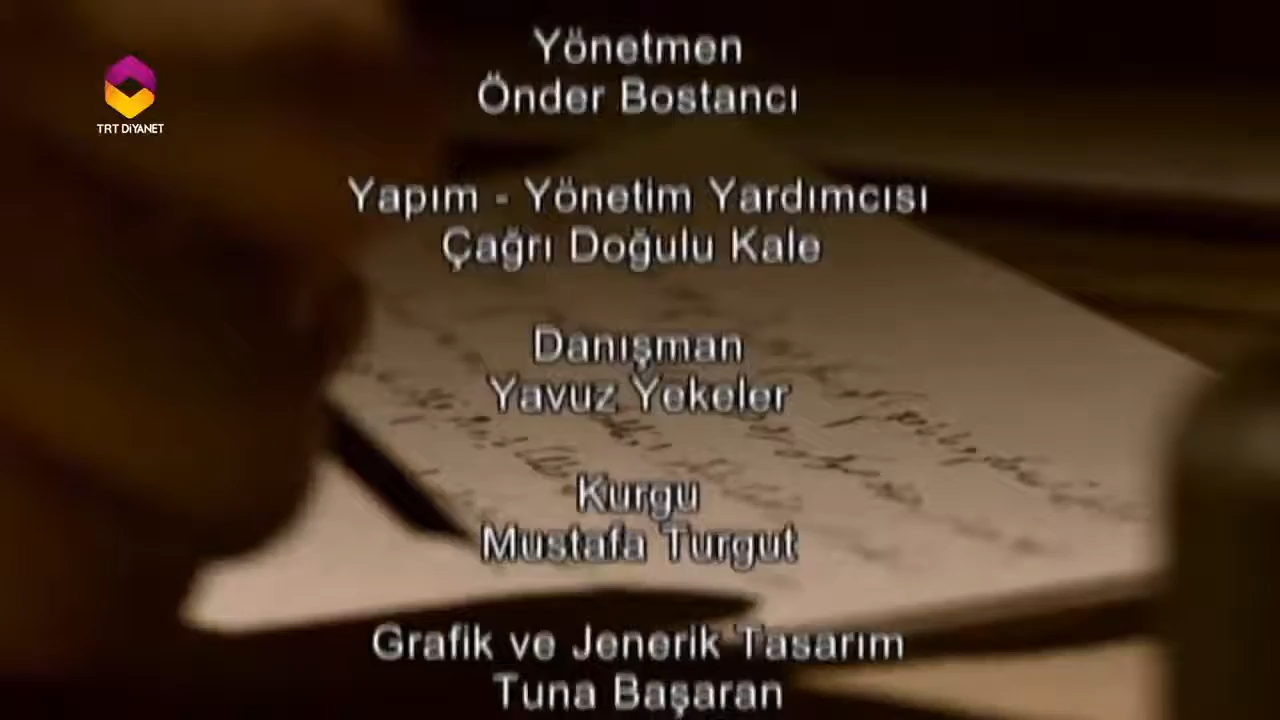 TRT DİYANET
Yönetmen
Önder Bostancı
Yapım - Yönetim Yardımcısı
Çağrı Doğulu Kale
Danışman
Yavuz Yekeler
Kurgu
Mustafa Turgut
Grafik ve Jenerik Tasarım
Tuna Başaran